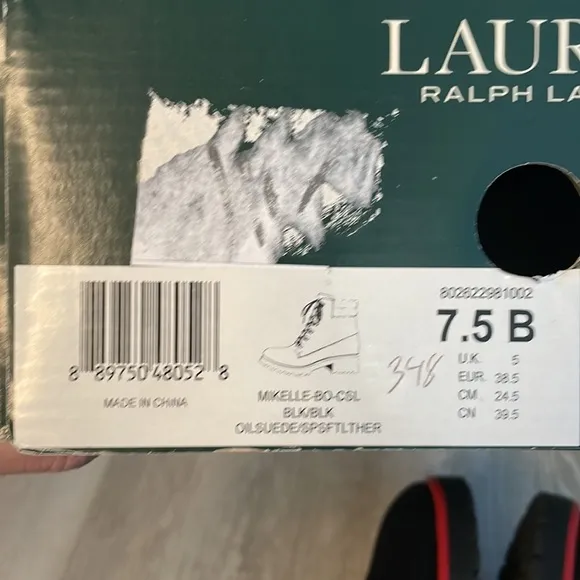 LAUR
RALPH LA
8 89750 48052 8
MADE IN CHINA
MIKELLE-BO-CSL
BLK/BLK
OILSUEDE/SPSFTLTHER
348
802822981002
7.5 B
U.K. 5
EUR. 38.5
CM 24.5
CN 39.5